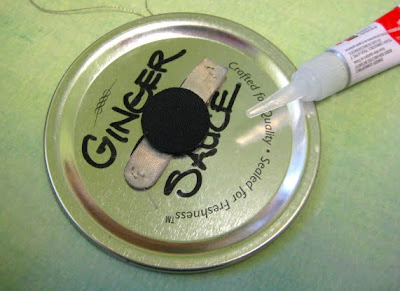 GINGER
SAUCE
Crafted for Quality • Sealed for Freshness™